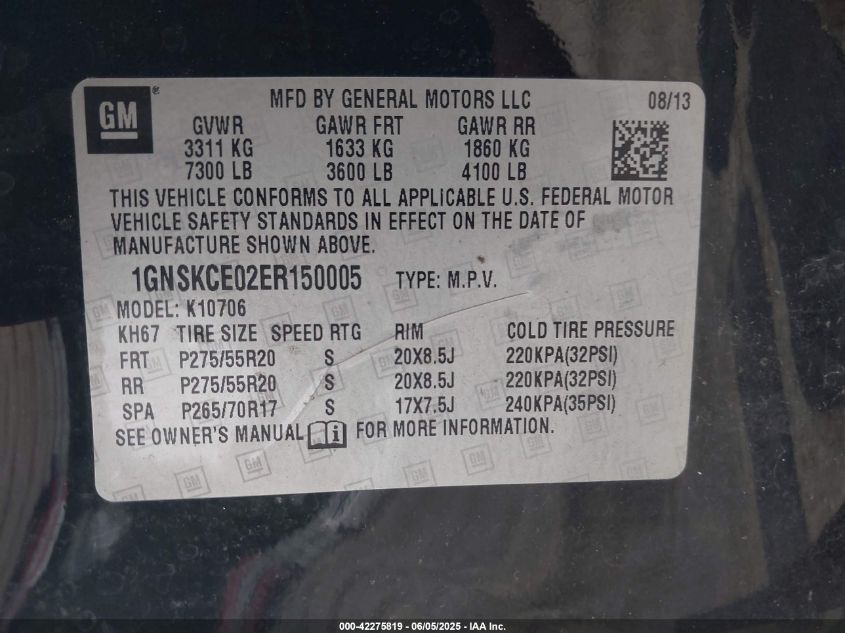 GM® MFD BY GENERAL MOTORS LLC 08/13
GVWR GAWR FRT GAWR RR
3311 KG 1633 KG 1860 KG
7300 LB 3600 LB 4100 LB
THIS VEHICLE CONFORMS TO ALL APPLICABLE U.S. FEDERAL MOTOR
VEHICLE SAFETY STANDARDS IN EFFECT ON THE DATE OF
MANUFACTURE SHOWN ABOVE.
1GNSKCE02ER150005 TYPE: M.P.V.
MODEL: K10706
KH67 TIRE SIZE SPEED RTG RIM COLD TIRE PRESSURE
FRT P275/55R20 S 20X8.5J 220KPA(32PSI)
RR P275/55R20 S 20X8.5J 220KPA(32PSI)
SPA P265/70R17 S 17X7.5J 240KPA(35PSI)
SEE OWNER'S MANUAL FOR MORE INFORMATION.
000-42275819 - 06/05/2025 - IAA Inc.